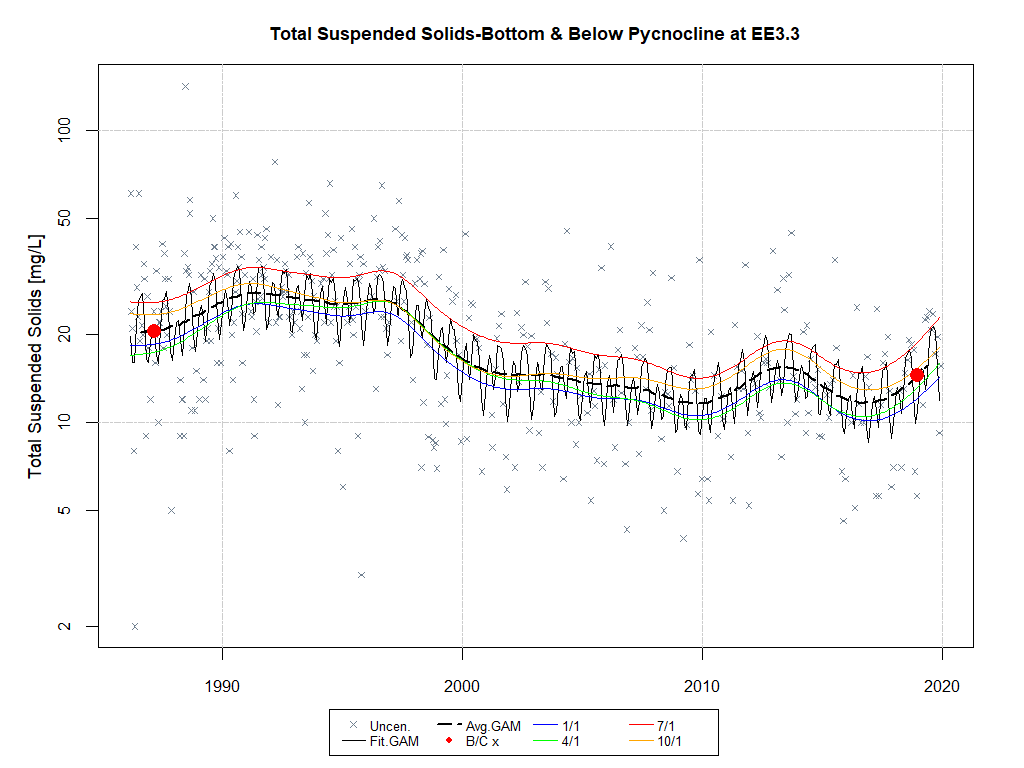 Total Suspended Solids-Bottom & Below Pycnocline at EE3.3
Total Suspended Solids [mg/L]
100
50
20
10
5
2
1990 2000 2010 2020
Uncen. Avg.GAM 1/1 7/1
Fit.GAM B/C x 4/1 10/1